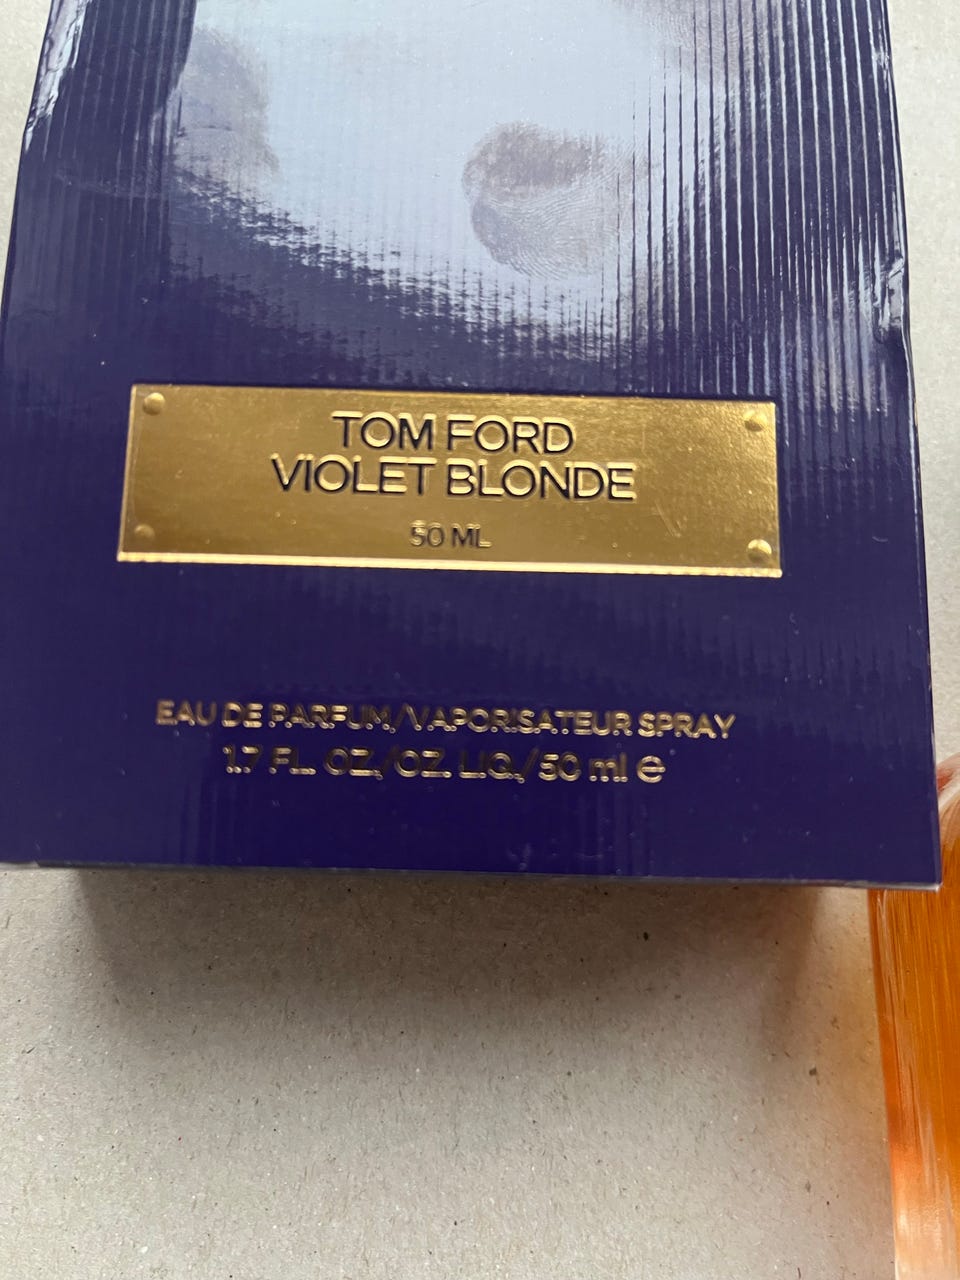 TOM FORD
VIOLET BLONDE
50 ML
EAU DE PARFUM/VAPORISATEUR SPRAY
1.7 FL. OZ./OZ. LIQ./50 ml ℮